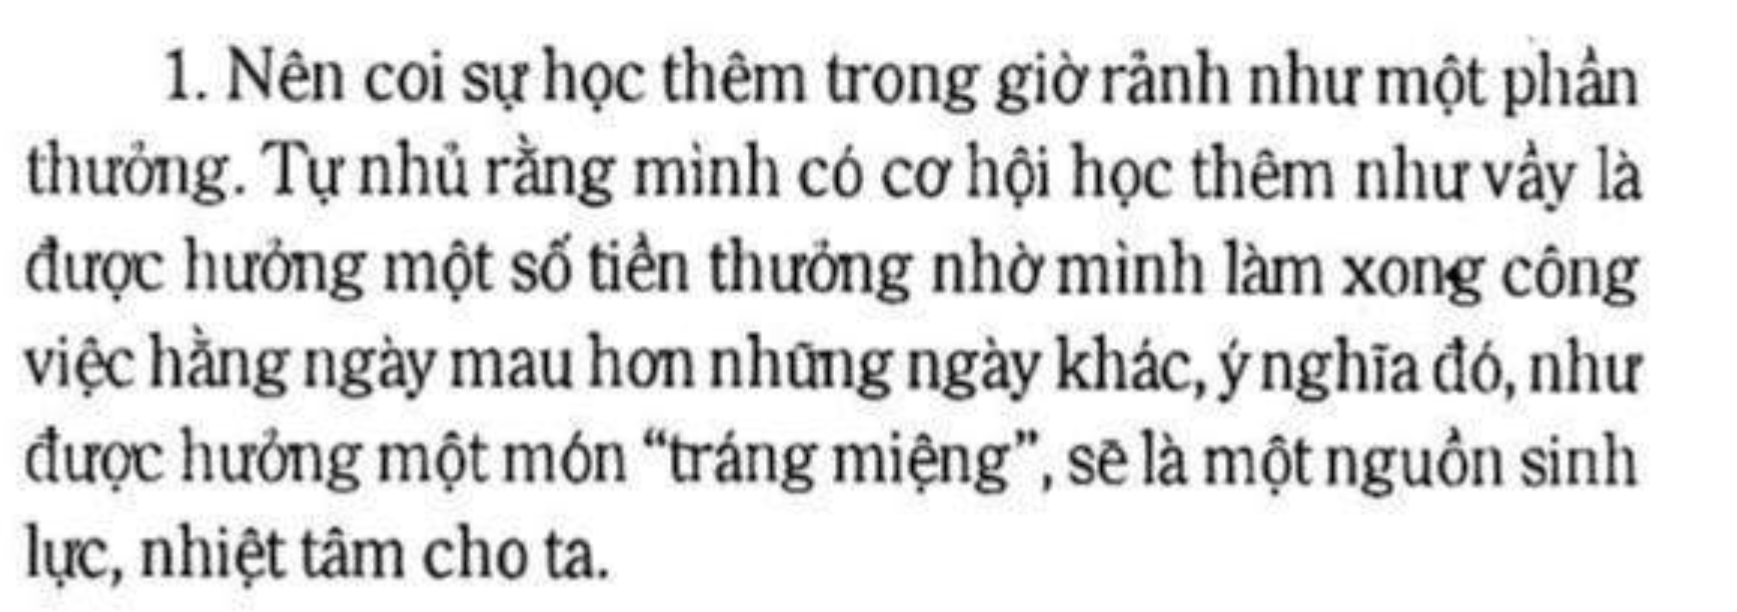 1. Nên coi sự học thêm trong giờ rảnh như một phần
thưởng. Tự nhủ rằng mình có cơ hội học thêm như vầy là
được hưởng một số tiền thưởng nhờ mình làm xong công
việc hằng ngày mau hơn những ngày khác, ý nghĩa đó, như
được hưởng một món “tráng miệng”, sẽ là một nguồn sinh
lực, nhiệt tâm cho ta.